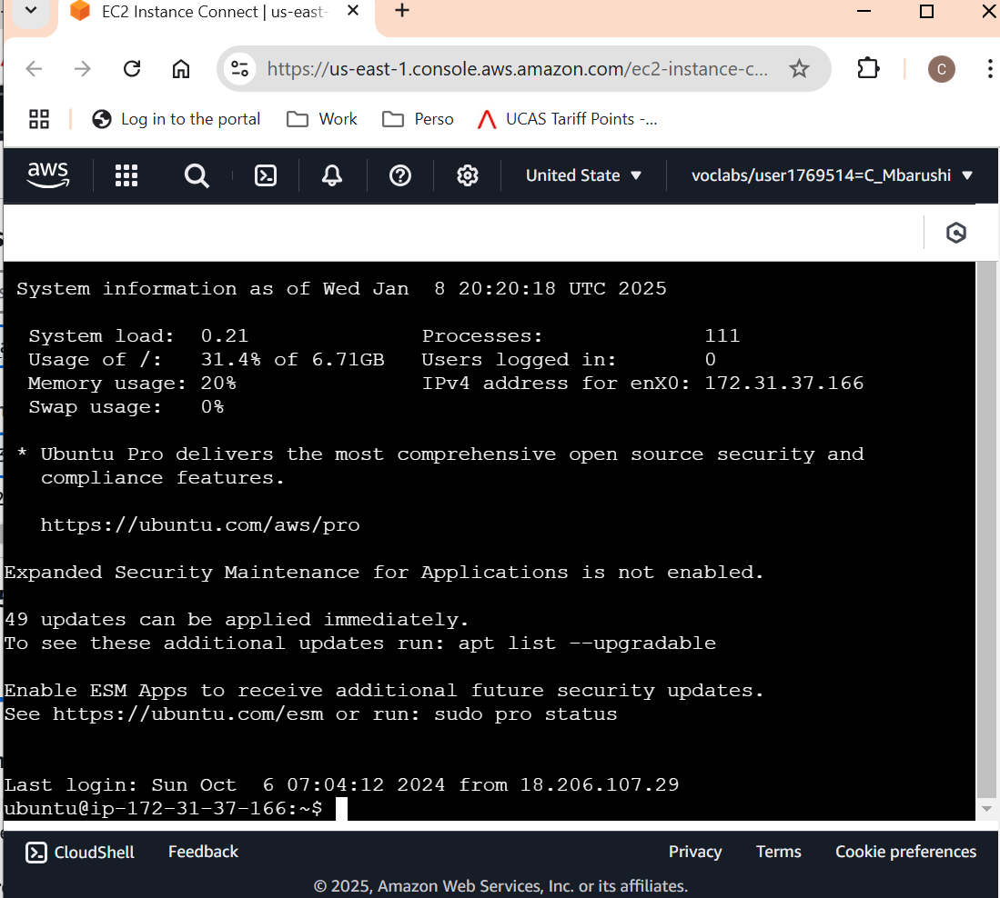 EC2 Instance Connect | us-east-
https://us-east-1.console.aws.amazon.com/ec2-instance-c...
C
Log in to the portal Work Perso UCAS Tariff Points -...
aws United State voclabs/user1769514=C_Mbarushi
System information as of Wed Jan  8 20:20:18 UTC 2025
System load: 0.21 Processes: 111
Usage of /: 31.4% of 6.71GB Users logged in: 0
Memory usage: 20% IPv4 address for enX0: 172.31.37.166
Swap usage: 0%
* Ubuntu Pro delivers the most comprehensive open source security and
compliance features.
https://ubuntu.com/aws/pro
Expanded Security Maintenance for Applications is not enabled.
49 updates can be applied immediately.
To see these additional updates run: apt list --upgradable
Enable ESM Apps to receive additional future security updates.
See https://ubuntu.com/esm or run: sudo pro status
Last login: Sun Oct  6 07:04:12 2024 from 18.206.107.29
ubuntu@ip-172-31-37-166:~$
CloudShell Feedback Privacy Terms Cookie preferences
© 2025, Amazon Web Services, Inc. or its affiliates.